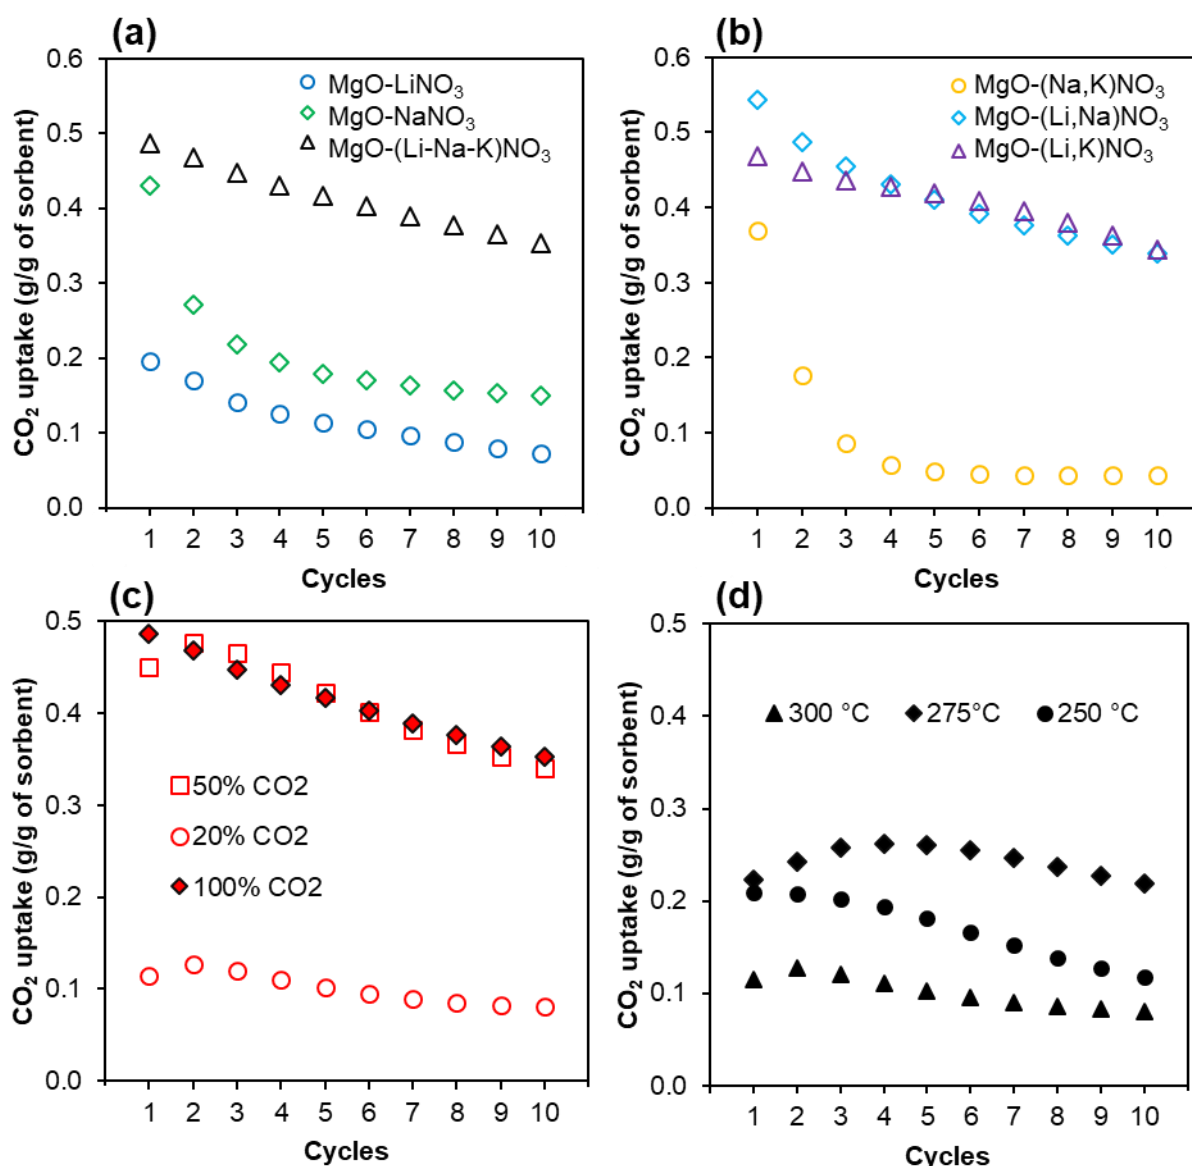 (a)
0.6
0.5
0.4
0.3
0.2
0.1
0.0
CO₂ uptake (g/g of sorbent)
MgO-LiNO₃
MgO-NaNO₃
MgO-(Li-Na-K)NO₃
1 2 3 4 5 6 7 8 9 10
Cycles
(b)
0.6
0.5
0.4
0.3
0.2
0.1
0.0
CO₂ uptake (g/g of sorbent)
MgO-(Na,K)NO₃
MgO-(Li,Na)NO₃
MgO-(Li,K)NO₃
1 2 3 4 5 6 7 8 9 10
Cycles
(c)
0.5
0.4
0.3
0.2
0.1
0.0
CO₂ uptake (g/g of sorbent)
50% CO2
20% CO2
100% CO2
1 2 3 4 5 6 7 8 9 10
Cycles
(d)
0.5
0.4
0.3
0.2
0.1
0.0
CO₂ uptake (g/g of sorbent)
300 °C 275°C 250 °C
1 2 3 4 5 6 7 8 9 10
Cycles